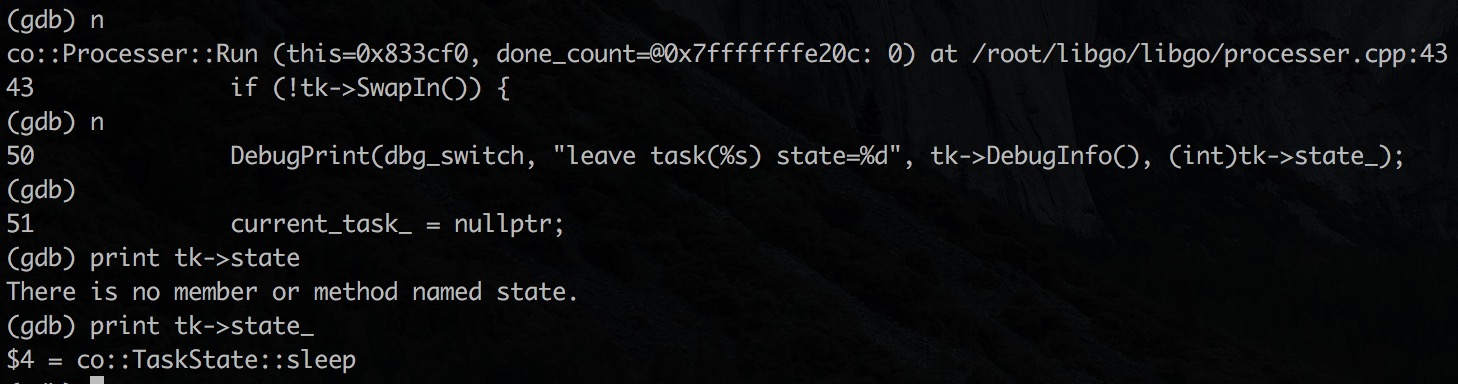 (gdb) n
co::Processer::Run (this=0x833cf0, done_count=@0x7fffffffe20c: 0) at /root/libgo/libgo/processer.cpp:43
43              if (!tk->SwapIn()) {
(gdb) n
50              DebugPrint(dbg_switch, "leave task(%s) state=%d", tk->DebugInfo(), (int)tk->state_);
(gdb)
51              current_task_ = nullptr;
(gdb) print tk->state
There is no member or method named state.
(gdb) print tk->state_
$4 = co::TaskState::sleep